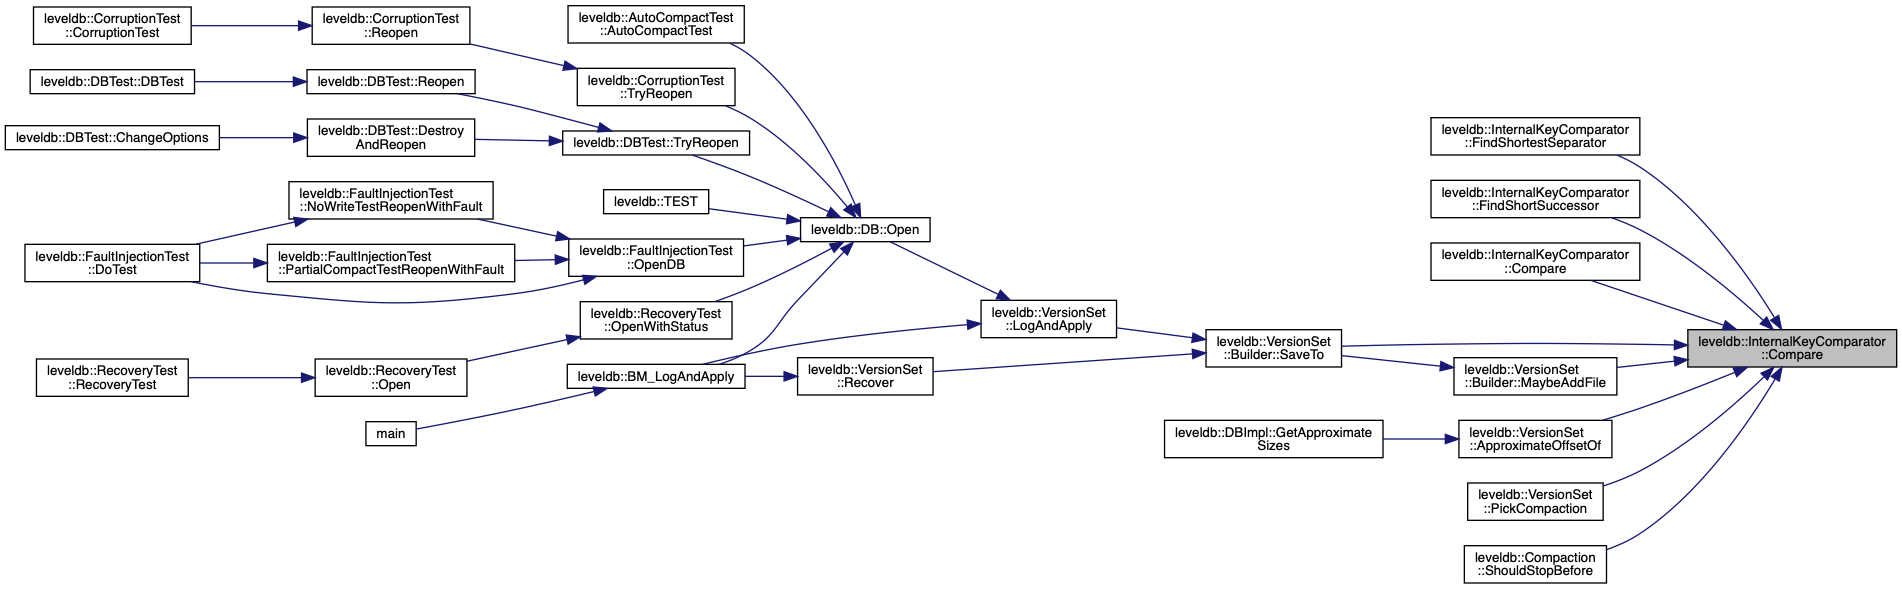 leveldb::CorruptionTest
::CorruptionTest
leveldb::CorruptionTest
::Reopen
leveldb::AutoCompactTest
::AutoCompactTest
leveldb::DBTest::DBTest
leveldb::DBTest::Reopen
leveldb::CorruptionTest
::TryReopen
leveldb::DBTest::ChangeOptions
leveldb::DBTest::Destroy
AndReopen
leveldb::DBTest::TryReopen
leveldb::FaultInjectionTest
::NoWriteTestReopenWithFault
leveldb::TEST
leveldb::DB::Open
leveldb::FaultInjectionTest
::DoTest
leveldb::FaultInjectionTest
::PartialCompactTestReopenWithFault
leveldb::FaultInjectionTest
::OpenDB
leveldb::RecoveryTest
::OpenWithStatus
leveldb::RecoveryTest
::RecoveryTest
leveldb::RecoveryTest
::Open
leveldb::BM_LogAndApply
main
leveldb::VersionSet
::LogAndApply
leveldb::VersionSet
::Recover
leveldb::VersionSet
::Builder::SaveTo
leveldb::DBImpl::GetApproximate
Sizes
leveldb::InternalKeyComparator
::FindShortestSeparator
leveldb::InternalKeyComparator
::FindShortSuccessor
leveldb::InternalKeyComparator
::Compare
leveldb::VersionSet
::Builder::MaybeAddFile
leveldb::VersionSet
::ApproximateOffsetOf
leveldb::VersionSet
::PickCompaction
leveldb::Compaction
::ShouldStopBefore
leveldb::InternalKeyComparator
::Compare